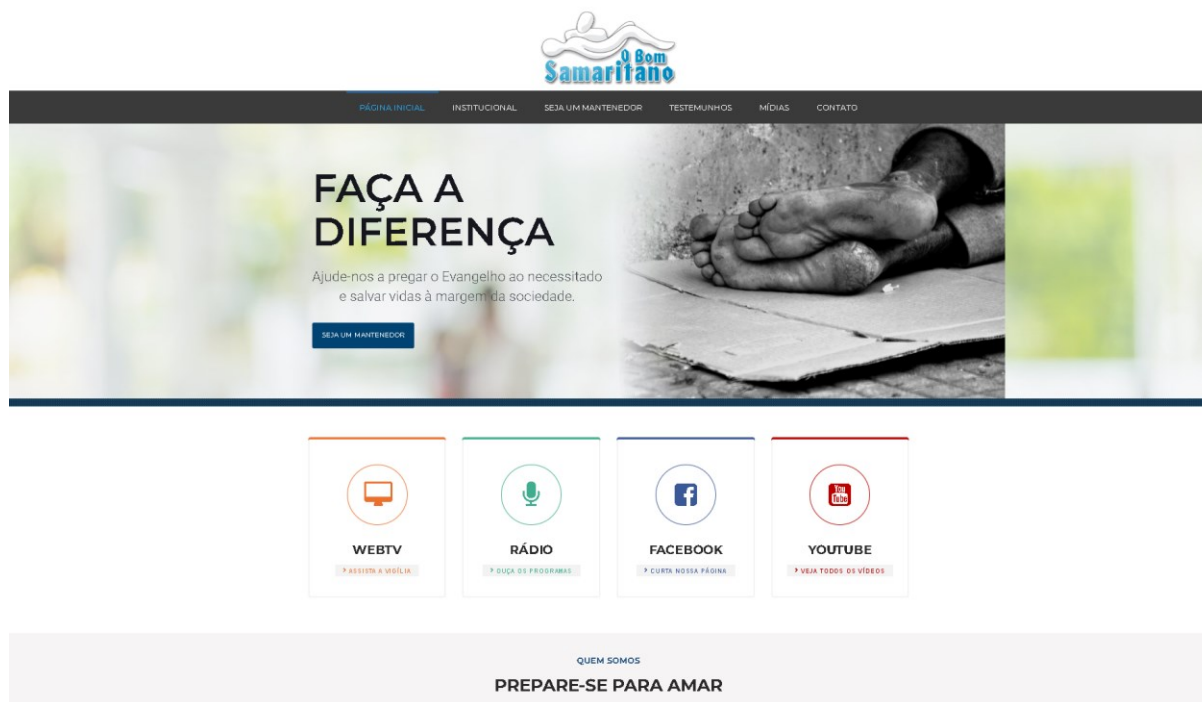 O Bom
Samaritano
PÁGINA INICIAL INSTITUCIONAL SEJA UM MANTENEDOR TESTEMUNHOS MÍDIAS CONTATO
FAÇA A
DIFERENÇA
Ajude-nos a pregar o Evangelho ao necessitado
e salvar vidas à margem da sociedade.
SEJA UM MANTENEDOR
WEBTV
> ASSISTA A VIGÍLIA
RÁDIO
> OUÇA OS PROGRAMAS
FACEBOOK
> CURTA NOSSA PÁGINA
You
Tube
YOUTUBE
> VEJA TODOS OS VÍDEOS
QUEM SOMOS
PREPARE-SE PARA AMAR